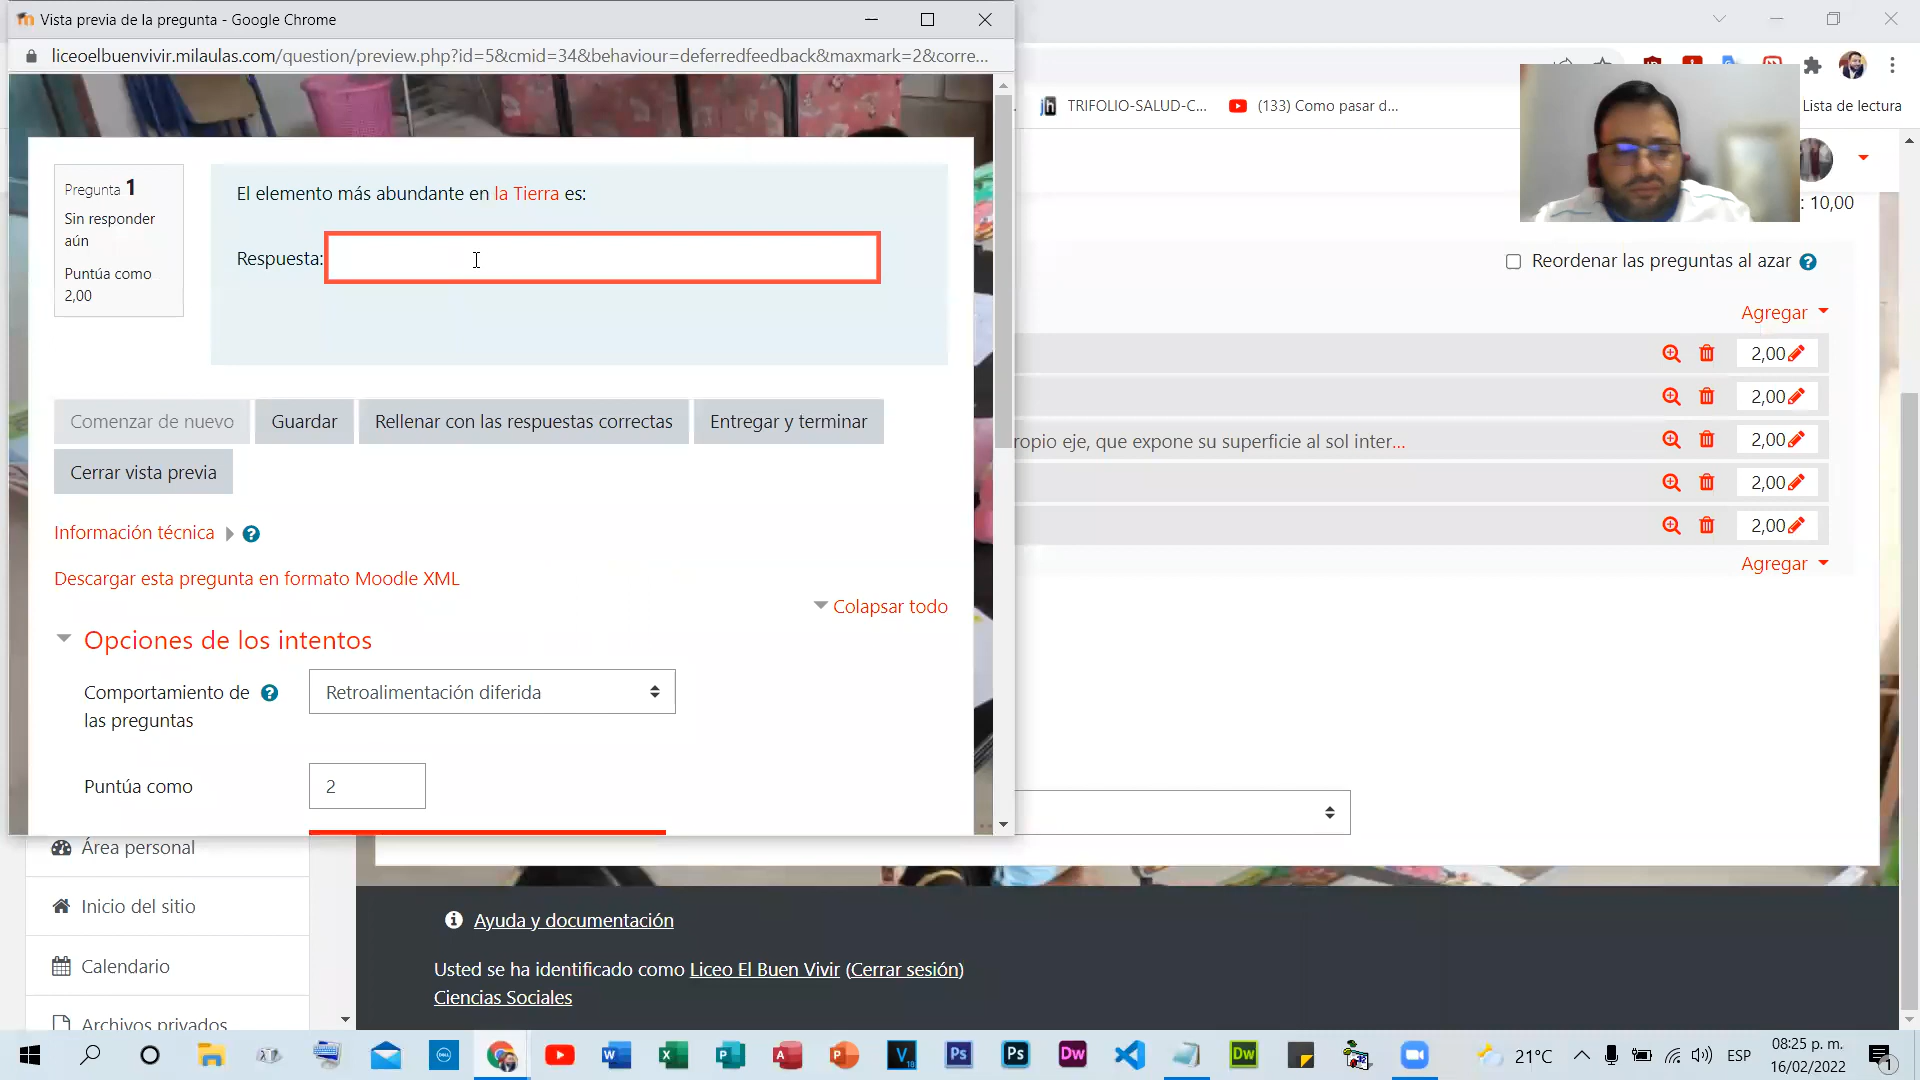 Vista previa de la pregunta - Google Chrome
liceoelbuenvivir.milaulas.com/question/preview.php?id=5&cmid=34&behaviour=deferredfeedback&maxmark=2&corre...
TRIFOLIO-SALUD-C...
(133) Como pasar d...
Lista de lectura
Pregunta 1
Sin responder
aún
Puntúa como
2,00
El elemento más abundante en la Tierra es:
Respuesta:
: 10,00
Reordenar las preguntas al azar
Agregar
2,00
2,00
ropio eje, que expone su superficie al sol inter...
2,00
2,00
2,00
Agregar
Comenzar de nuevo
Guardar
Rellenar con las respuestas correctas
Entregar y terminar
Cerrar vista previa
Información técnica
Descargar esta pregunta en formato Moodle XML
Colapsar todo
Opciones de los intentos
Comportamiento de
las preguntas
Retroalimentación diferida
Puntúa como
2
Área personal
Inicio del sitio
Calendario
Archivos privados
Ayuda y documentación
Usted se ha identificado como Liceo El Buen Vivir (Cerrar sesión)
Ciencias Sociales
21°C
ESP
08:25 p. m.
16/02/2022
1